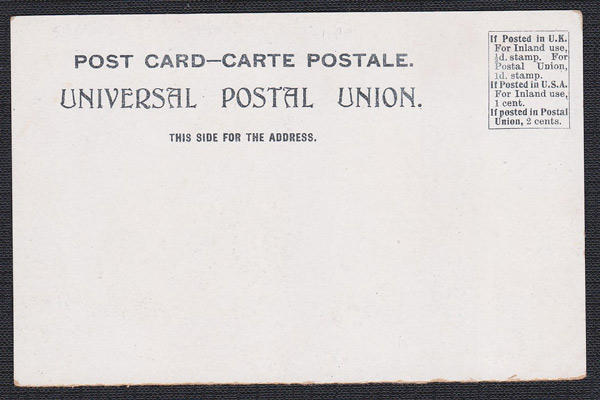 POST CARD—CARTE POSTALE.
UNIVERSAL POSTAL UNION.
THIS SIDE FOR THE ADDRESS.
If Posted in U.K.
For Inland use,
½d. stamp. For
Postal Union,
1d. stamp.
If Posted in U.S.A.
For Inland use,
1 cent.
If posted in Postal
Union, 2 cents.